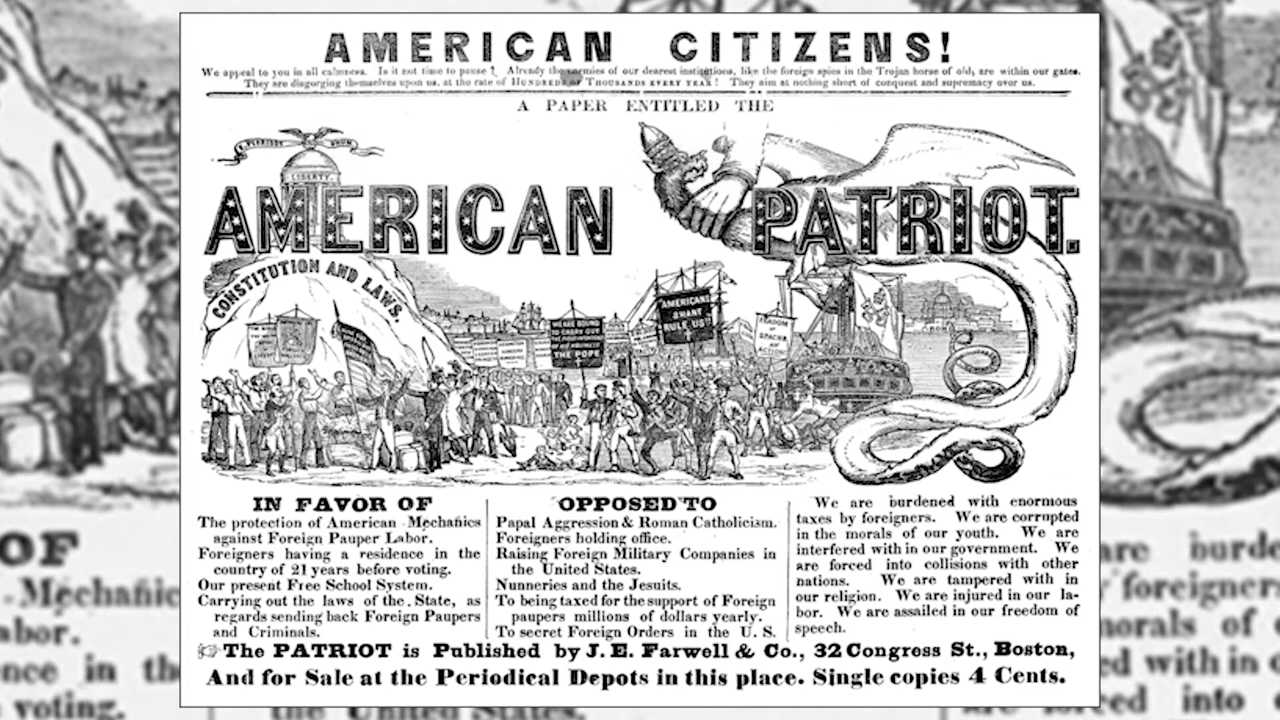 AMERICAN CITIZENS!
We appeal to you in all calmness. Is it not time to pause? Already the enemies of our dearest institutions, like the foreign spies in the Trojan horse of old, are within our gates.
They are disgorging themselves upon us, at the rate of HUNDREDS OF THOUSANDS EVERY YEAR! They aim at nothing short of conquest and supremacy over us.
A PAPER ENTITLED THE
LIBERTY.
AMERICAN PATRIOT.
CONSTITUTION AND LAWS.
AMERICANS
SHANT
RULE US
WE ARE BOUND
TO CARRY OUT
THE POPE
IN FAVOR OF
The protection of American Mechanics
against Foreign Pauper Labor.
Foreigners having a residence in the
country of 21 years before voting.
Our present Free School System.
Carrying out the laws of the State, as
regards sending back Foreign Paupers
and Criminals.
OPPOSED TO
Papal Aggression & Roman Catholicism.
Foreigners holding office.
Raising Foreign Military Companies in
the United States.
Nunneries and the Jesuits.
To being taxed for the support of Foreign
paupers millions of dollars yearly.
To secret Foreign Orders in the U. S.
We are burdened with enormous
taxes by foreigners. We are corrupted
in the morals of our youth. We are
interfered with in our government. We
are forced into collisions with other
nations. We are tampered with in
our religion. We are injured in our la-
bor. We are assailed in our freedom of
speech.
☞The PATRIOT is Published by J. E. Farwell & Co., 32 Congress St., Boston,
And for Sale at the Periodical Depots in this place. Single copies 4 Cents.